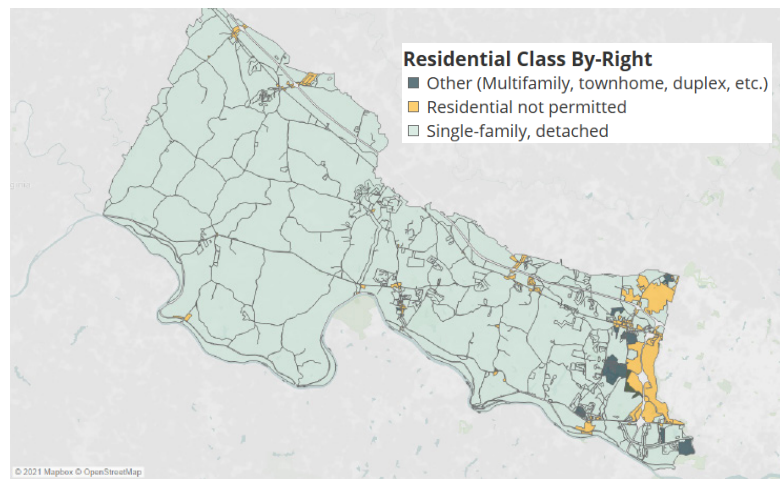 Residential Class By-Right
Other (Multifamily, townhome, duplex, etc.)
Residential not permitted
Single-family, detached
© 2021 Mapbox © OpenStreetMap